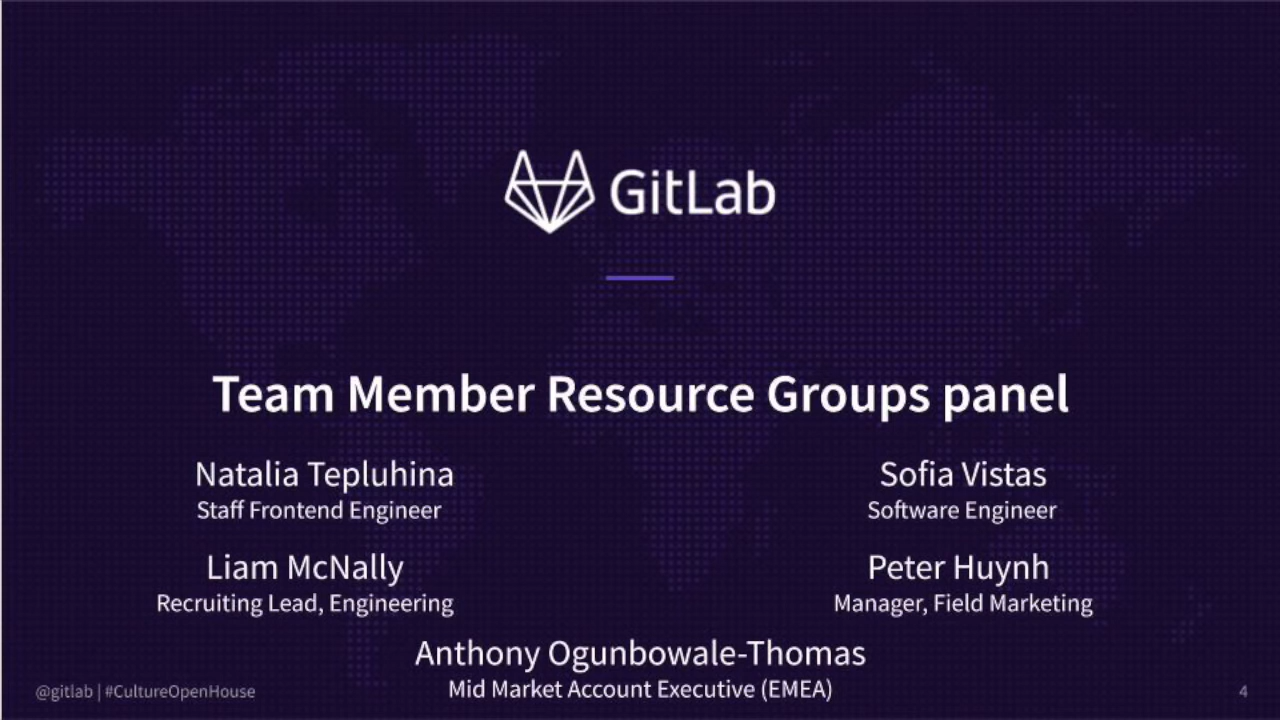 GitLab
Team Member Resource Groups panel
Natalia Tepluhina
Staff Frontend Engineer
Sofia Vistas
Software Engineer
Liam McNally
Recruiting Lead, Engineering
Peter Huynh
Manager, Field Marketing
Anthony Ogunbowale-Thomas
Mid Market Account Executive (EMEA)
@gitlab | #CultureOpenHouse
4